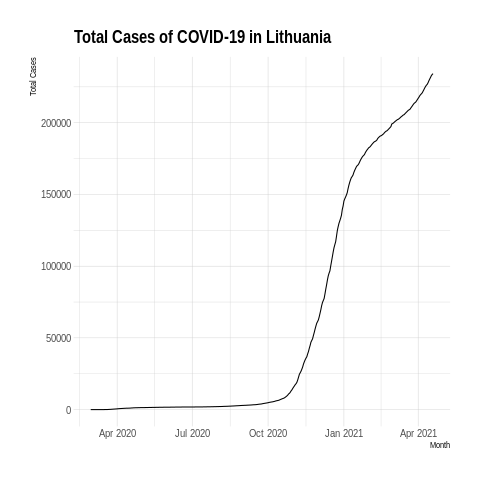 Total Cases of COVID-19 in Lithuania
Total Cases
200000
150000
100000
50000
0
Apr 2020 Jul 2020 Oct 2020 Jan 2021 Apr 2021
Month